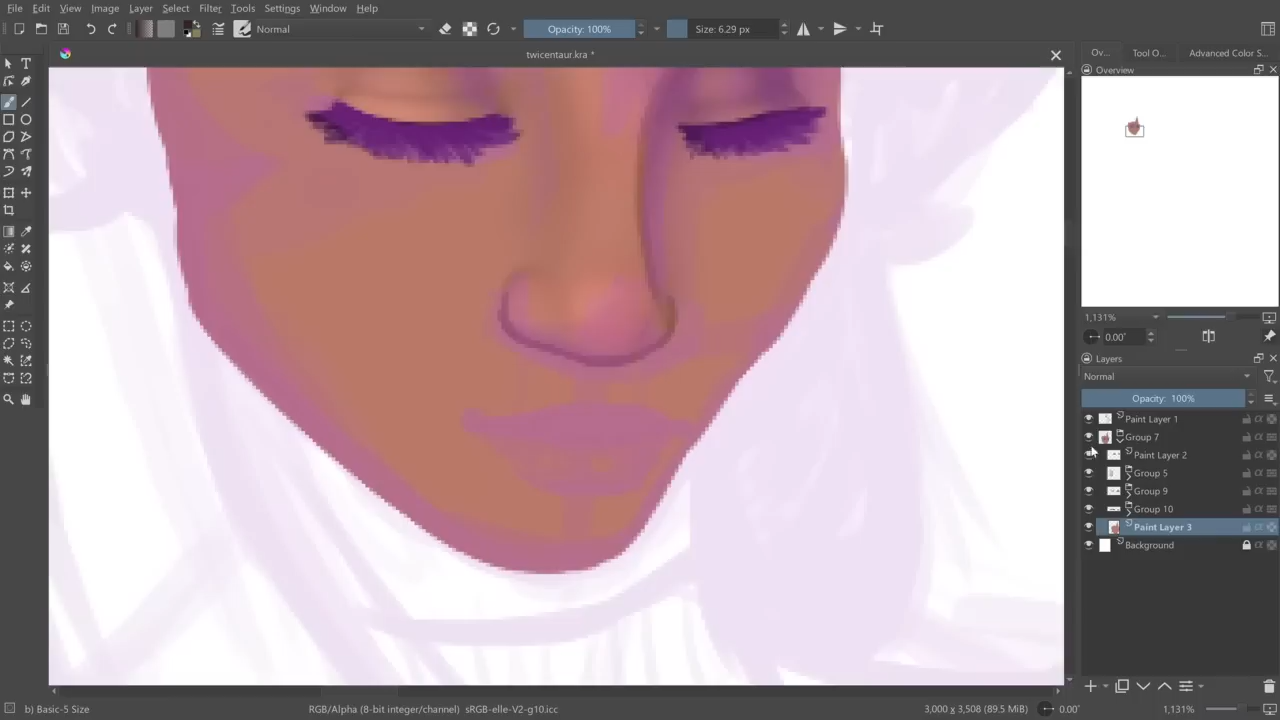 File Edit View Image Layer Select Filter Tools Settings Window Help
Normal Opacity: 100% Size: 6.29 px
twicentaur.kra *
Ov... Tool O... Advanced Color S...
Overview
1,131%
0.00°
Layers
Normal
Opacity: 100%
Paint Layer 1
Group 7
Paint Layer 2
Group 5
Group 9
Group 10
Paint Layer 3
Background
b) Basic-5 Size RGB/Alpha (8-bit integer/channel) sRGB-elle-V2-g10.icc 3,000 x 3,508 (89.5 MiB) 0.00° 1,131%